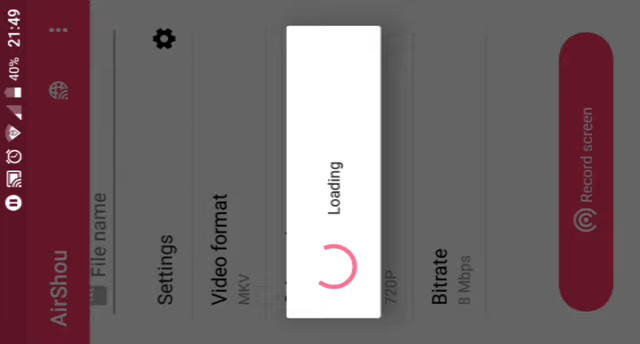 40% 21:49
AirShou
File name
Settings
Video format
MKV
Loading
720P
Bitrate
8 Mbps
Record screen